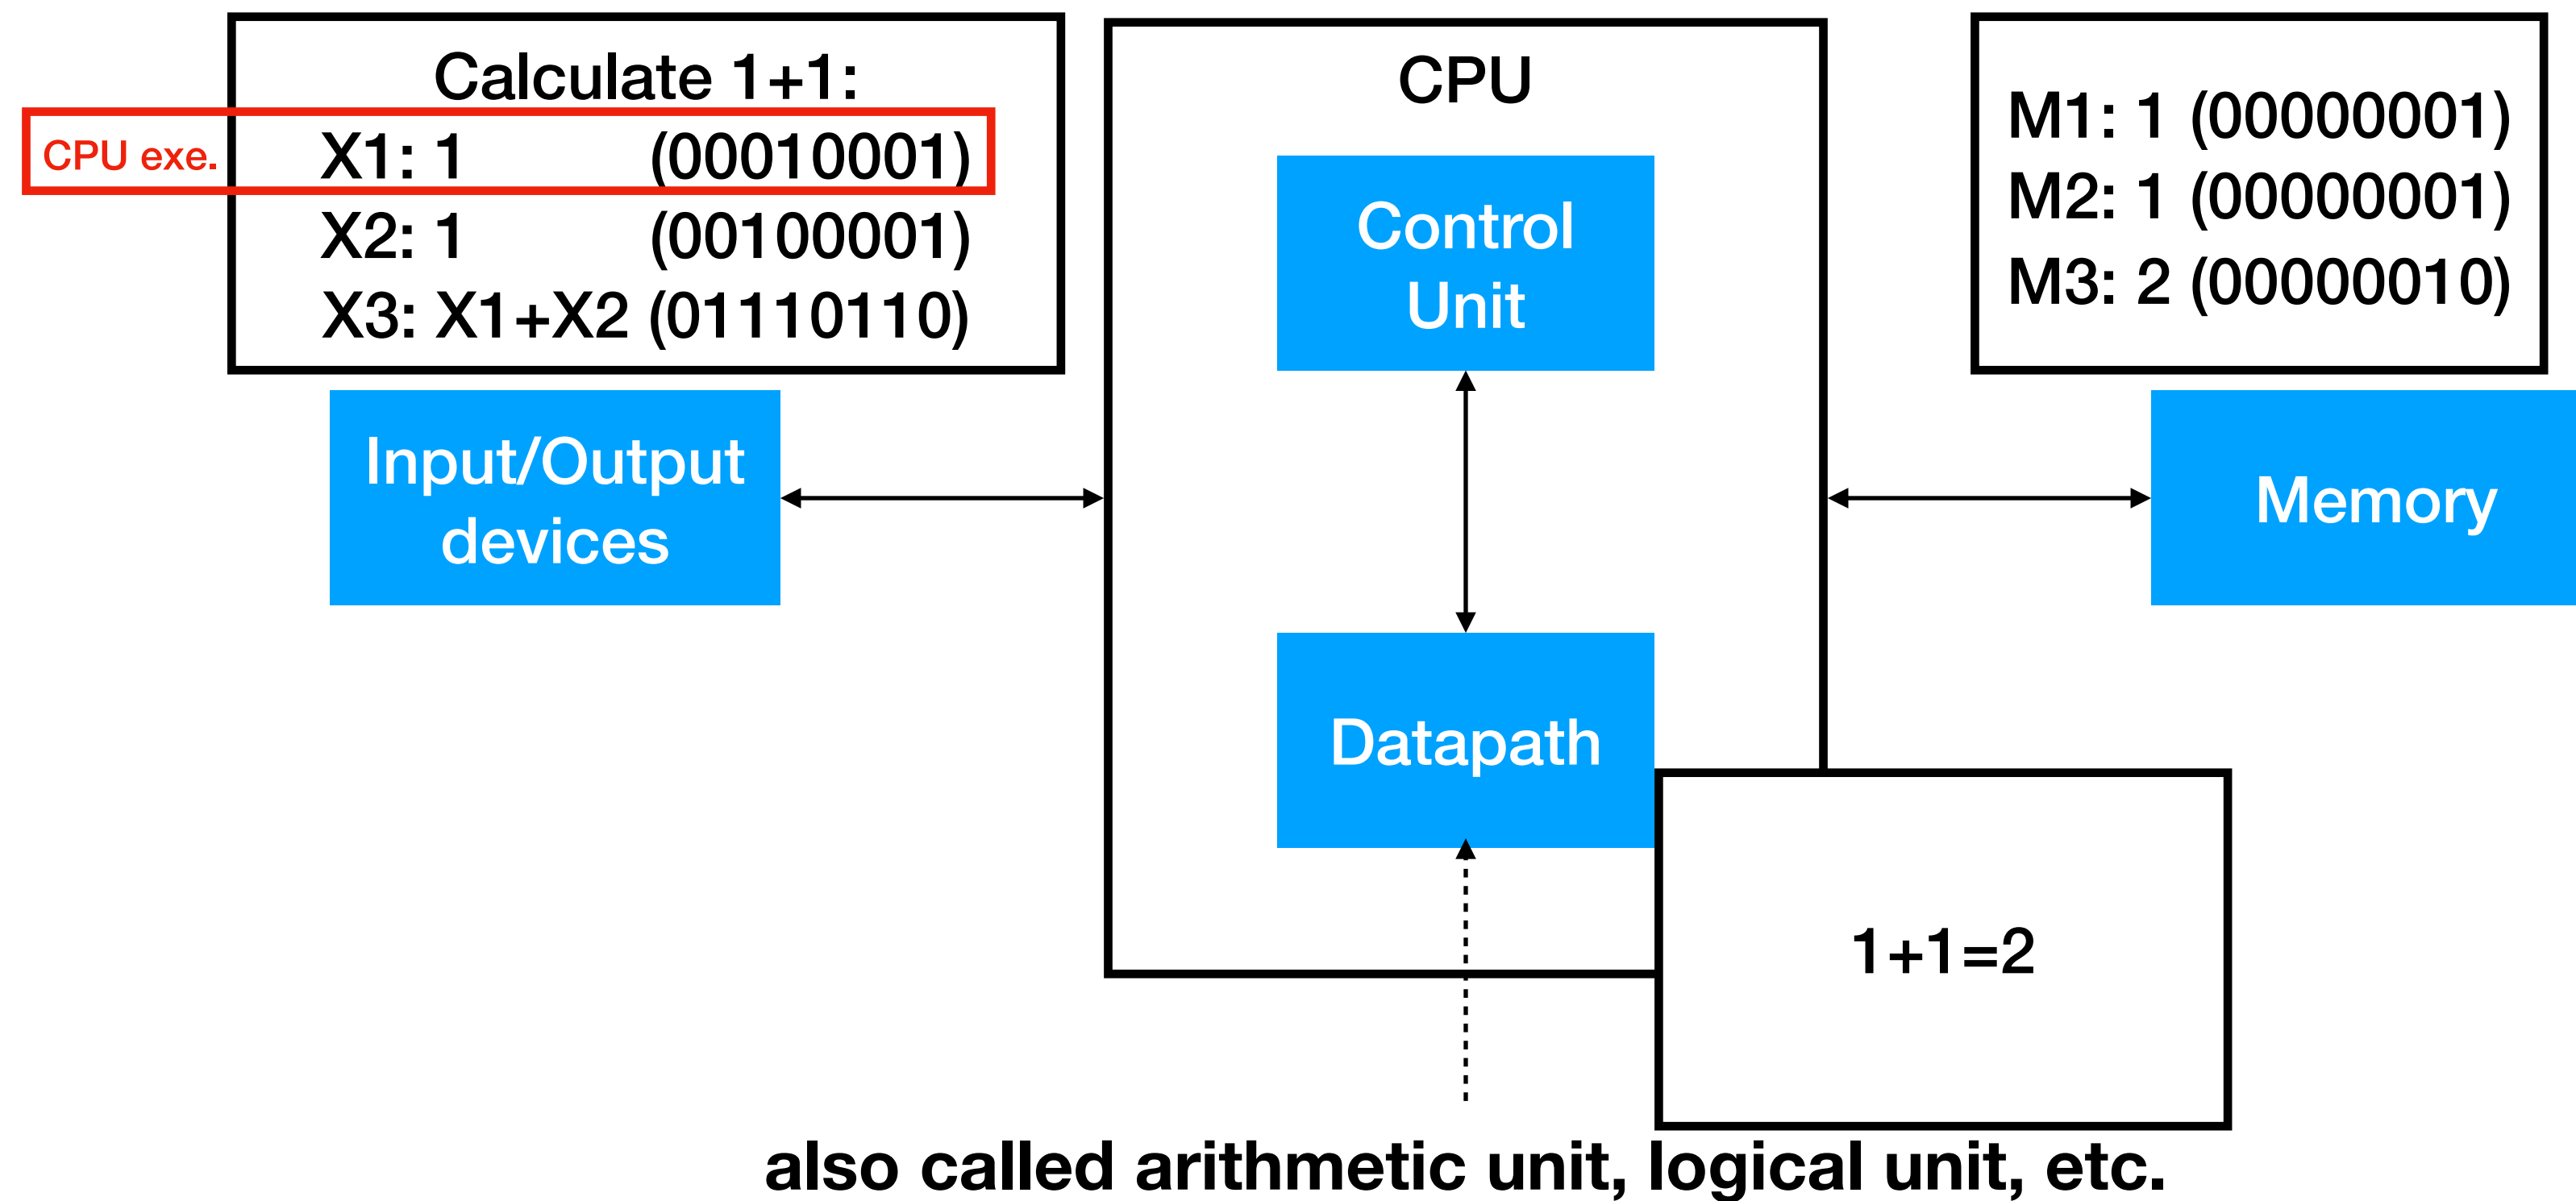 Calculate 1+1:
CPU exe.
X1: 1 (00010001)
X2: 1 (00100001)
X3: X1+X2 (01110110)
Input/Output
devices
CPU
Control
Unit
Datapath
M1: 1 (00000001)
M2: 1 (00000001)
M3: 2 (00000010)
Memory
1+1=2
also called arithmetic unit, logical unit, etc.